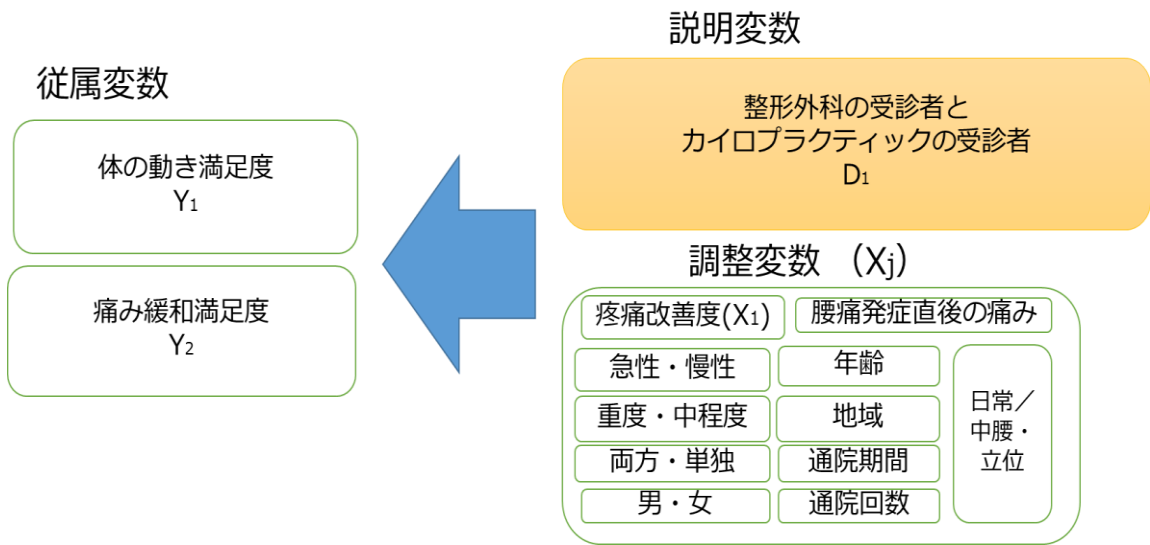 従属変数
体の動き満足度
Y1
痛み緩和満足度
Y2
説明変数
整形外科の受診者と
カイロプラクティックの受診者
D1
調整変数 (Xj)
疼痛改善度(X1)
腰痛発症直後の痛み
急性・慢性
年齢
重度・中程度
地域
両方・単独
通院期間
男・女
通院回数
日常／
中腰・
立位